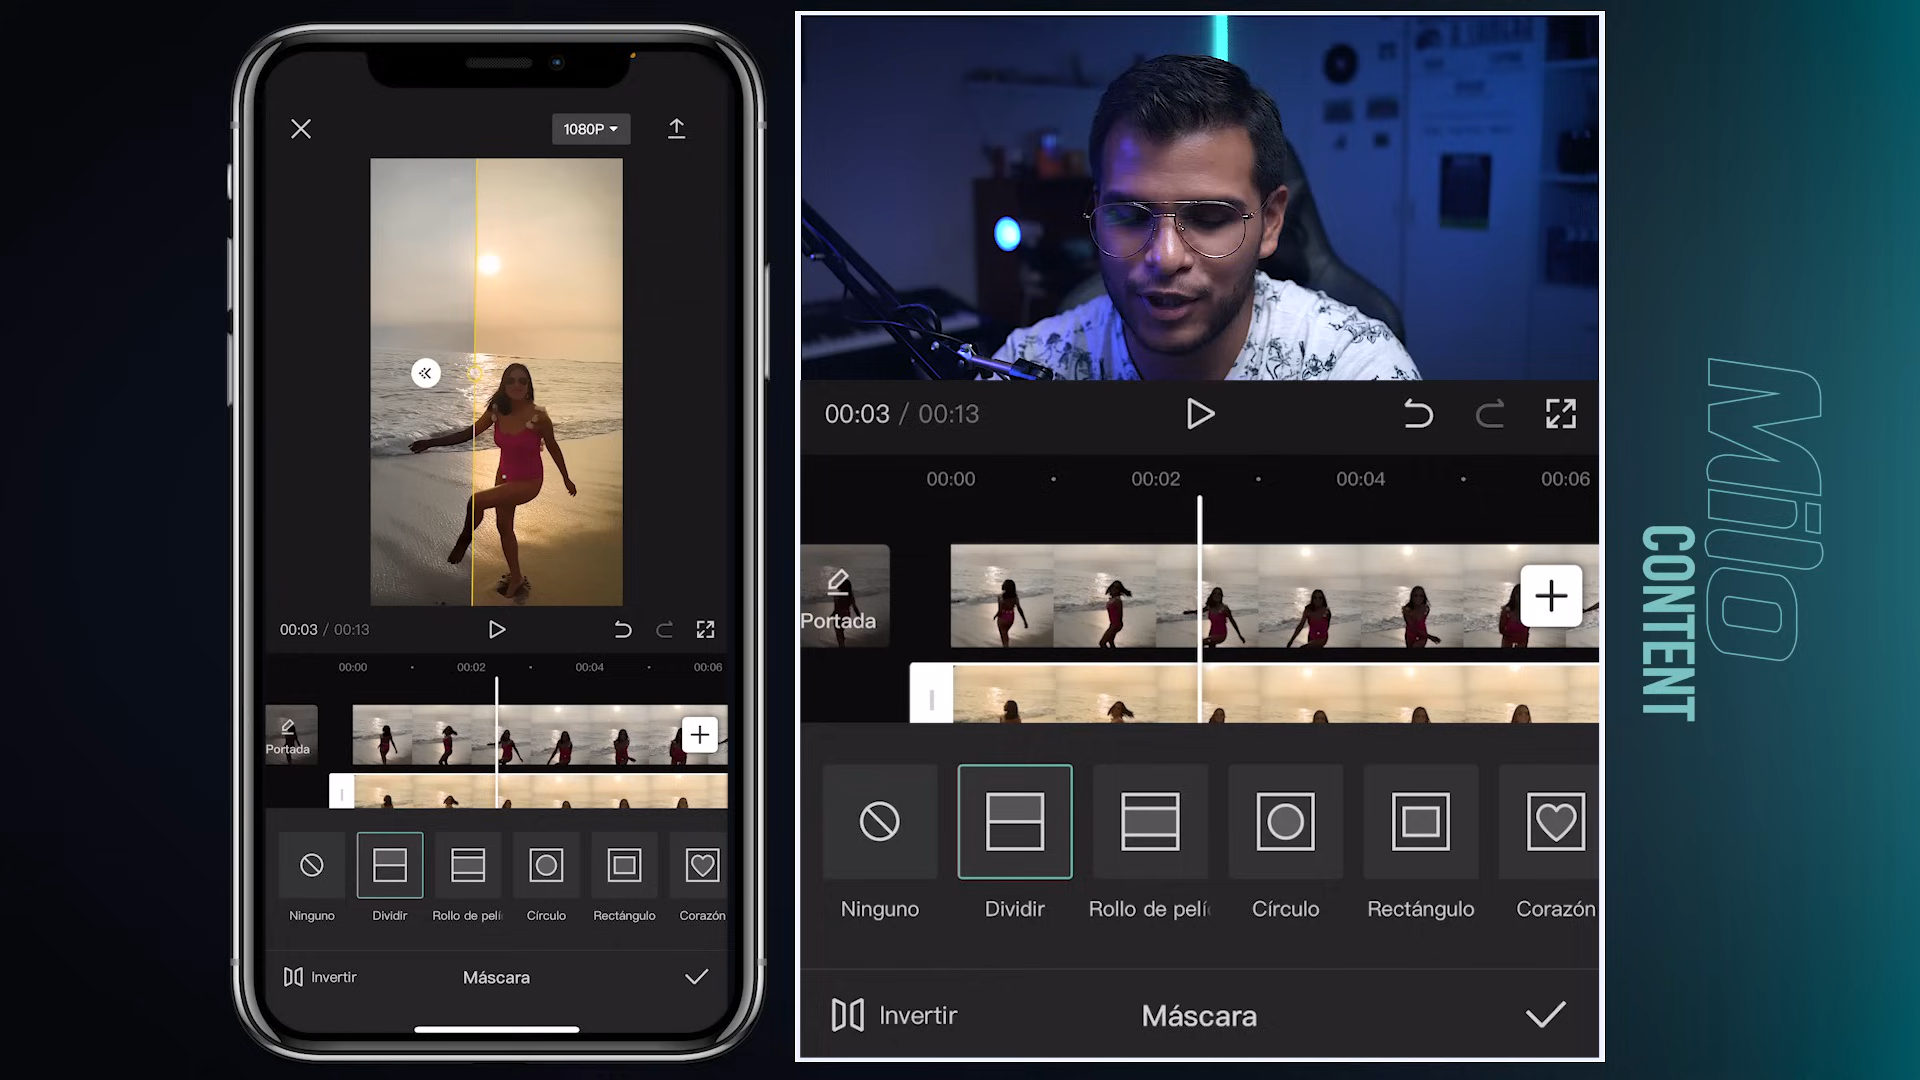 1080P
00:03 / 00:13
00:00
00:02
00:04
00:06
Portada
Ninguno
Dividir
Rollo de pelí
Círculo
Rectángulo
Corazón
Invertir
Máscara
00:03 / 00:13
00:00
00:02
00:04
00:06
Portada
Ninguno
Dividir
Rollo de pelí
Círculo
Rectángulo
Corazón
Invertir
Máscara
Milo
CONTENT